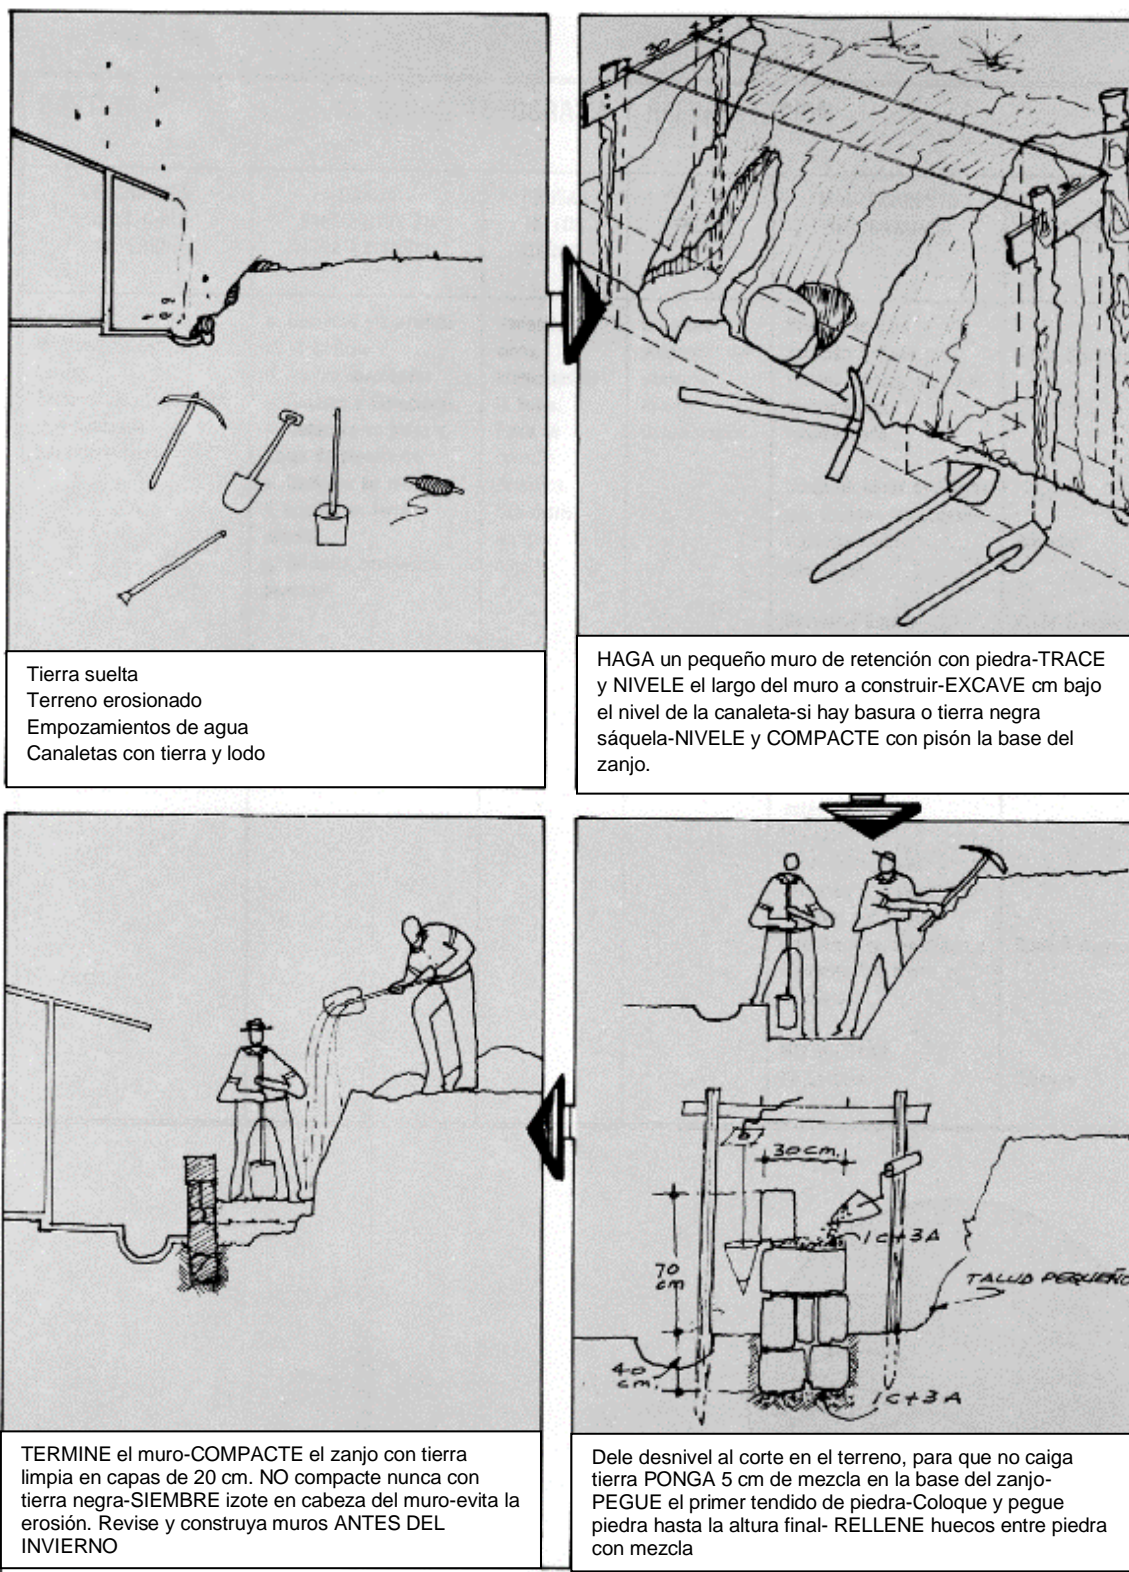 Tierra suelta
Terreno erosionado
Empozamientos de agua
Canaletas con tierra y lodo
30
30
HAGA un pequeño muro de retención con piedra-TRACE
y NIVELE el largo del muro a construir-EXCAVE cm bajo
el nivel de la canaleta-si hay basura o tierra negra
sáquela-NIVELE y COMPACTE con pisón la base del
zanjo.
30 cm.
1C+3A
70
cm
TALUD PEQUEÑO
40
cm.
1C+3A
Dele desnivel al corte en el terreno, para que no caiga
tierra PONGA 5 cm de mezcla en la base del zanjo-
PEGUE el primer tendido de piedra-Coloque y pegue
piedra hasta la altura final- RELLENE huecos entre piedra
con mezcla
TERMINE el muro-COMPACTE el zanjo con tierra
limpia en capas de 20 cm. NO compacte nunca con
tierra negra-SIEMBRE izote en cabeza del muro-evita la
erosión. Revise y construya muros ANTES DEL
INVIERNO